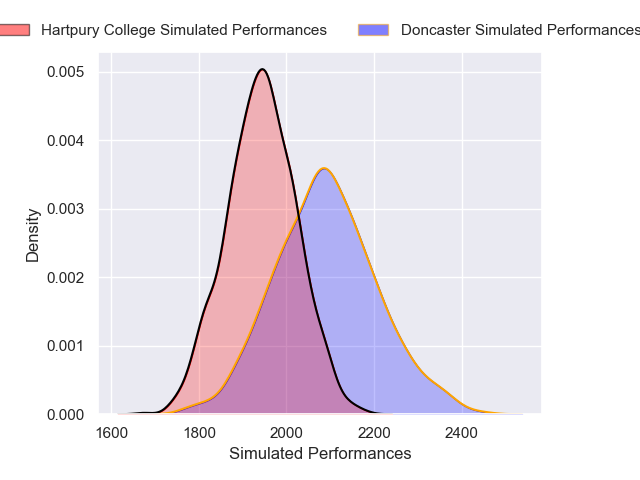 Hartpury College Simulated Performances Doncaster Simulated Performances
0.005
0.004
0.003
0.002
0.001
0.000
Density
1600 1800 2000 2200 2400
Simulated Performances